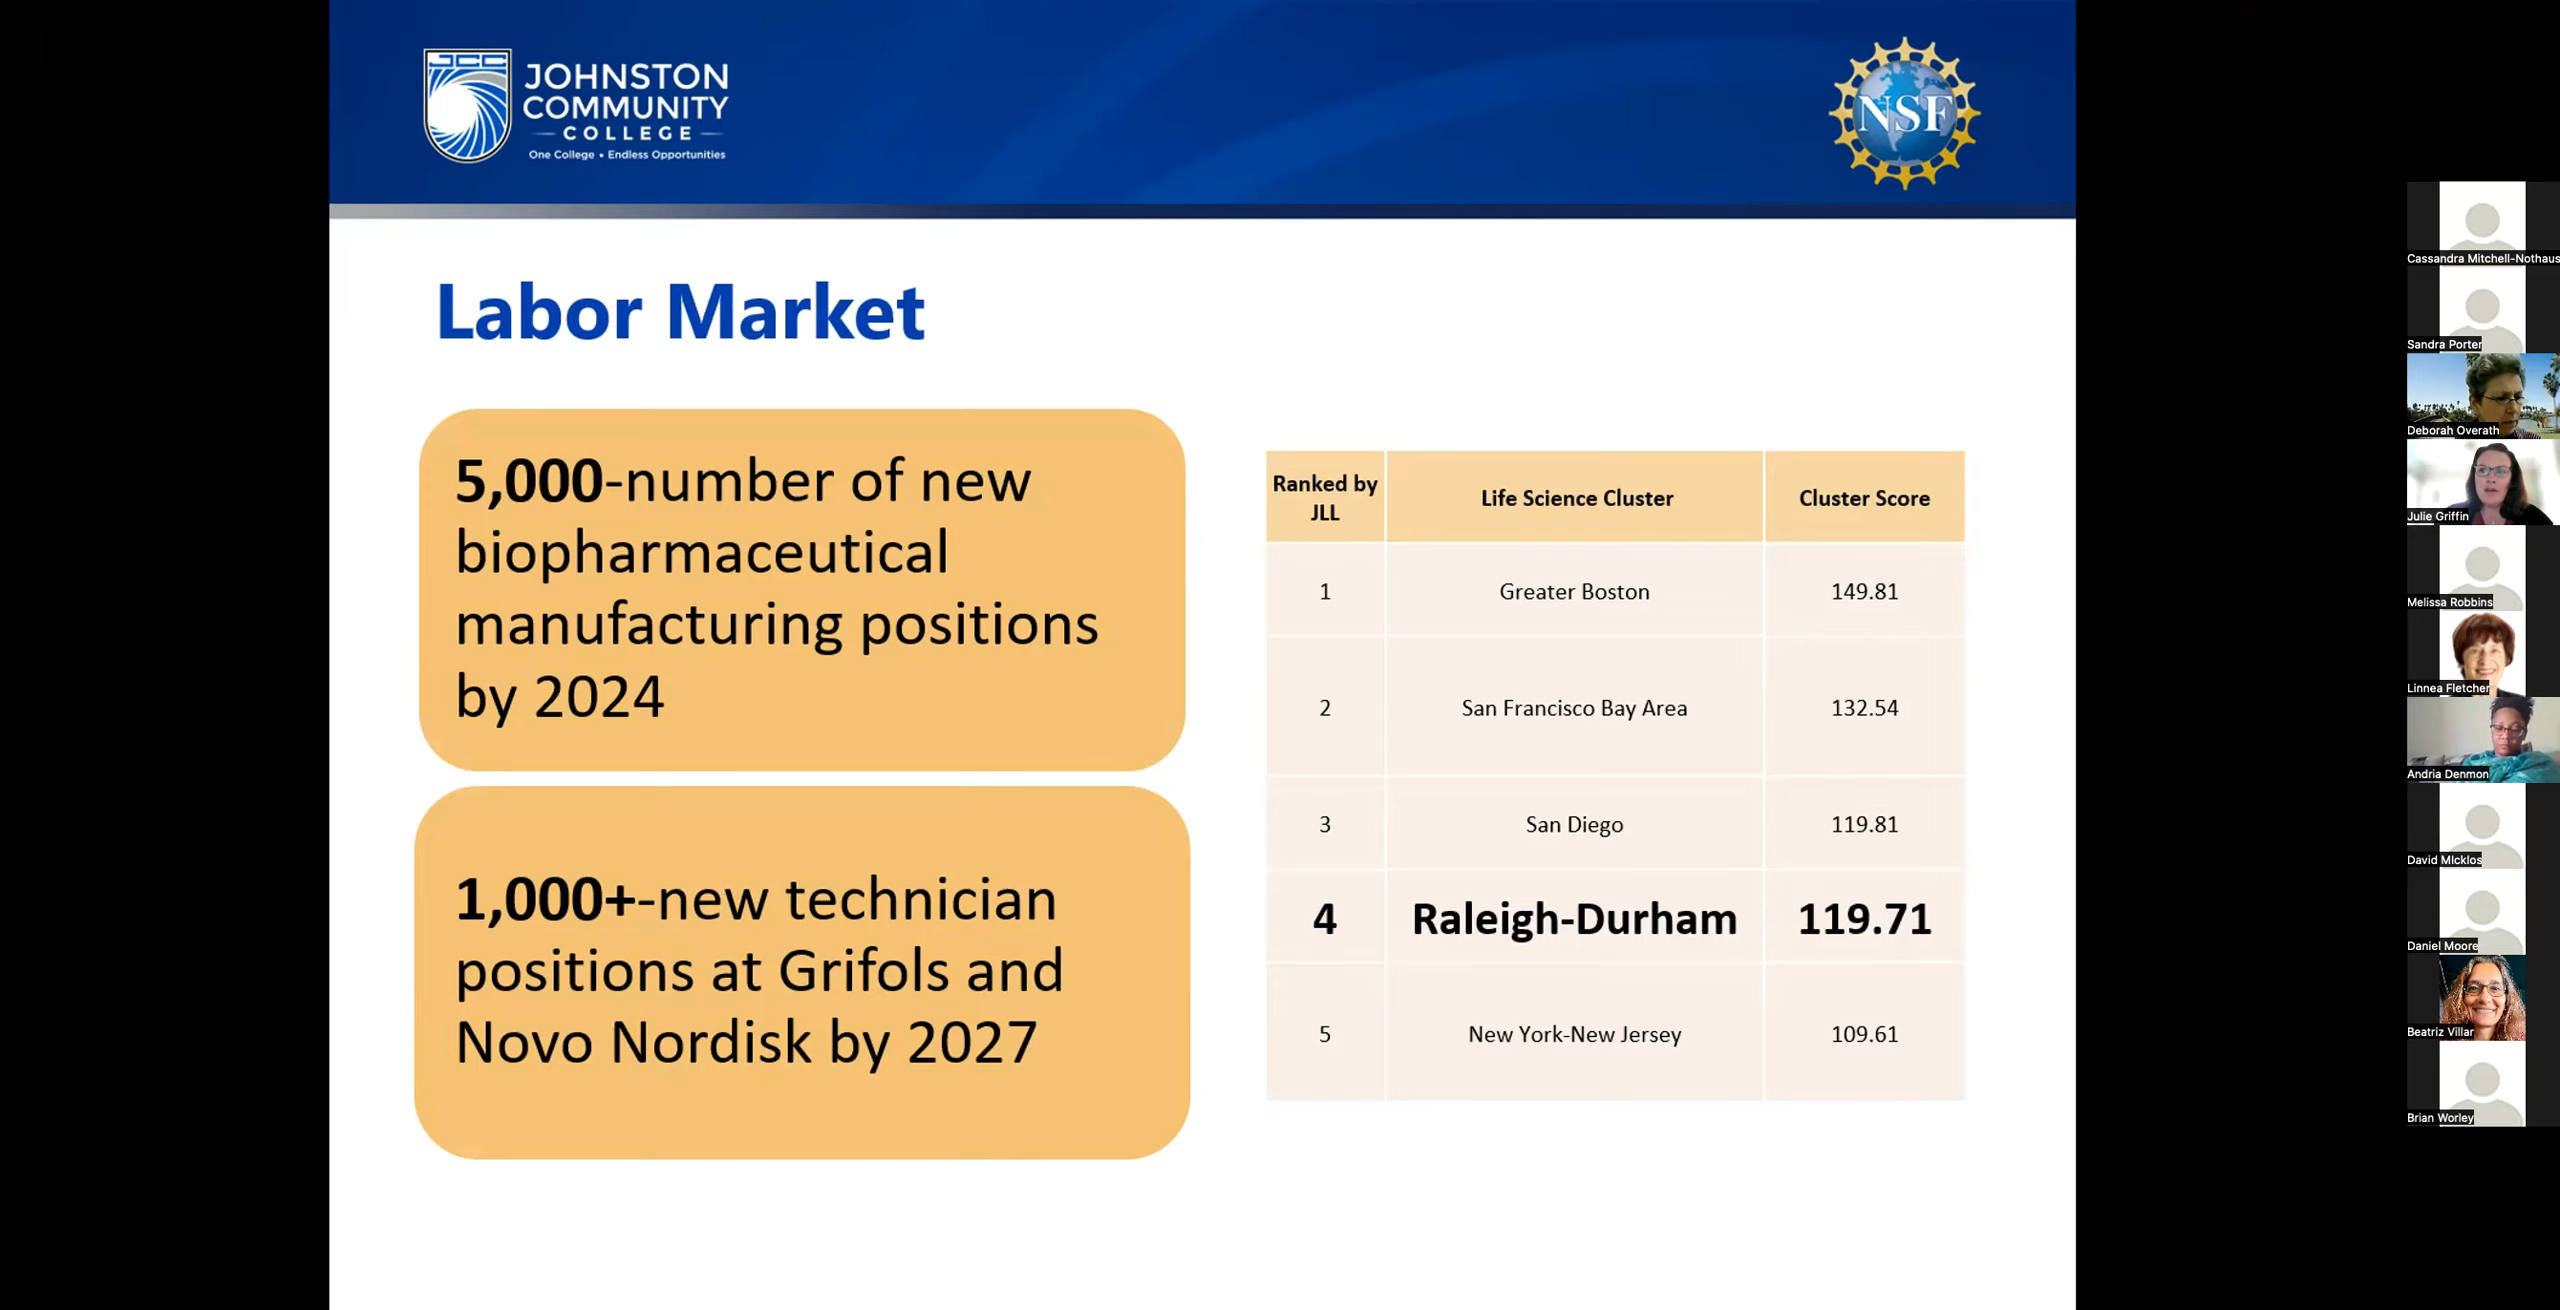 JCC
JOHNSTON
COMMUNITY
COLLEGE
One College • Endless Opportunities
NSF
Labor Market
5,000-number of new
biopharmaceutical
manufacturing positions
by 2024
1,000+-new technician
positions at Grifols and
Novo Nordisk by 2027
Ranked by JLL Life Science Cluster Cluster Score
1 Greater Boston 149.81
2 San Francisco Bay Area 132.54
3 San Diego 119.81
4 Raleigh-Durham 119.71
5 New York-New Jersey 109.61
Cassandra Mitchell-Nothaus
Sandra Porter
Deborah Overath
Julie Griffin
Melissa Robbins
Linnea Fletcher
Andria Denmon
David MIcklos
Daniel Moore
Beatriz Villar
Brian Worley